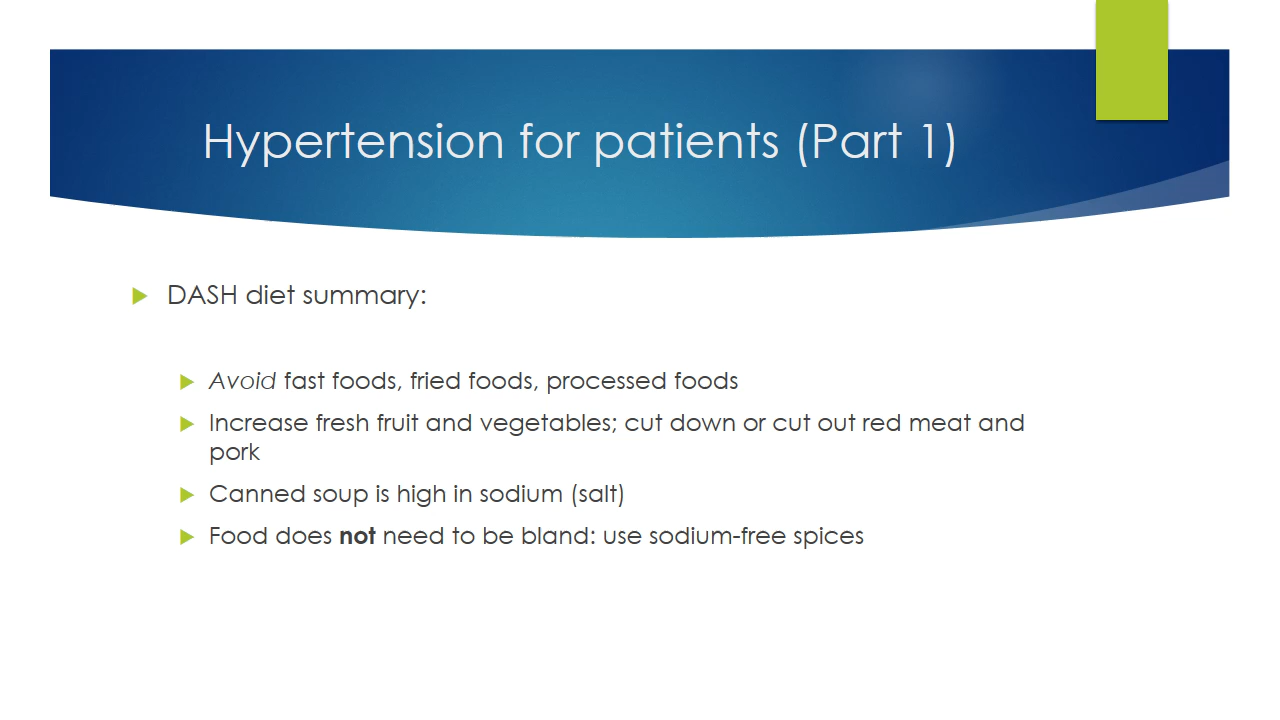 Hypertension for patients (Part 1)
DASH diet summary:
Avoid fast foods, fried foods, processed foods
Increase fresh fruit and vegetables; cut down or cut out red meat and
pork
Canned soup is high in sodium (salt)
Food does not need to be bland: use sodium-free spices